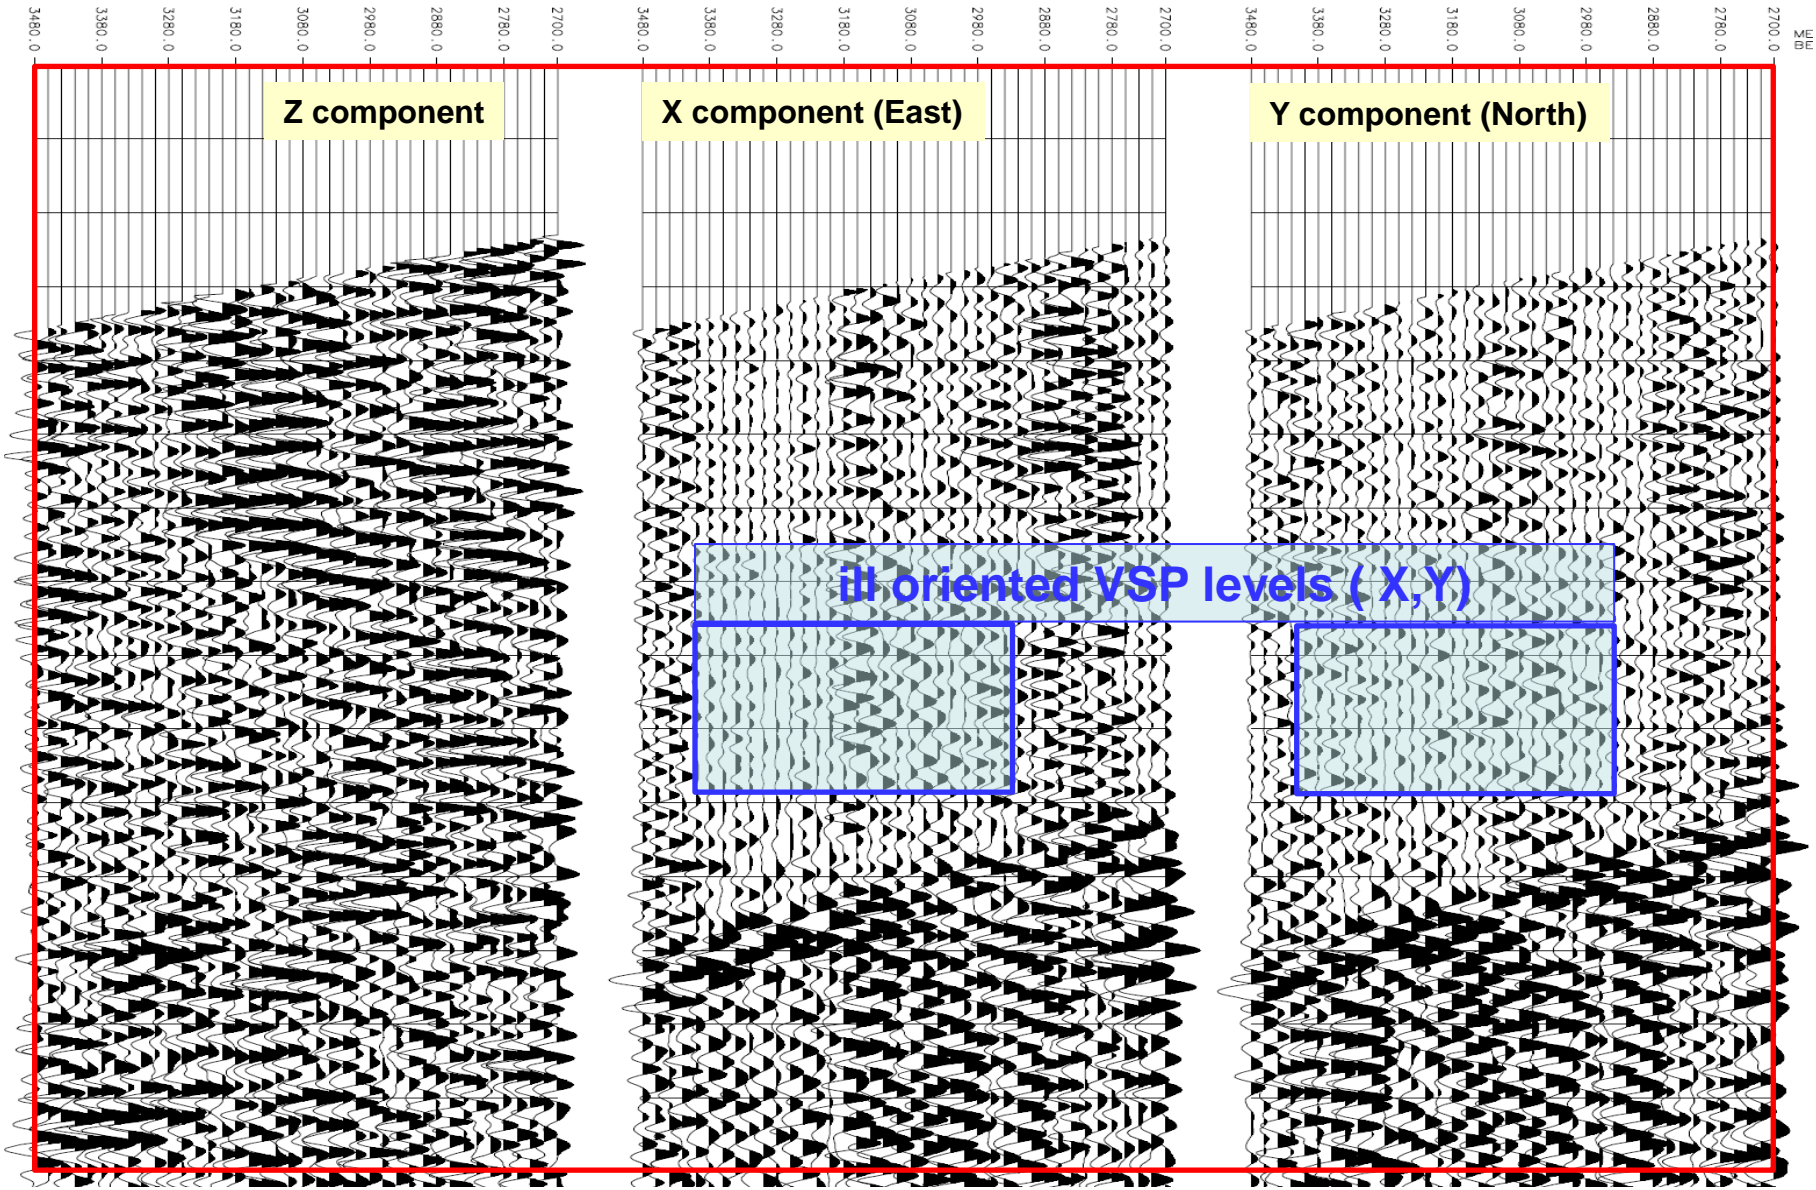 3480.0 3380.0 3280.0 3180.0 3080.0 2980.0 2880.0 2780.0 2700.0 3480.0 3380.0 3280.0 3180.0 3080.0 2980.0 2880.0 2780.0 2700.0 3480.0 3380.0 3280.0 3180.0 3080.0 2980.0 2880.0 2780.0 2700.0
ME
BE
Z component
X component (East)
Y component (North)
ill oriented VSP levels ( X,Y)